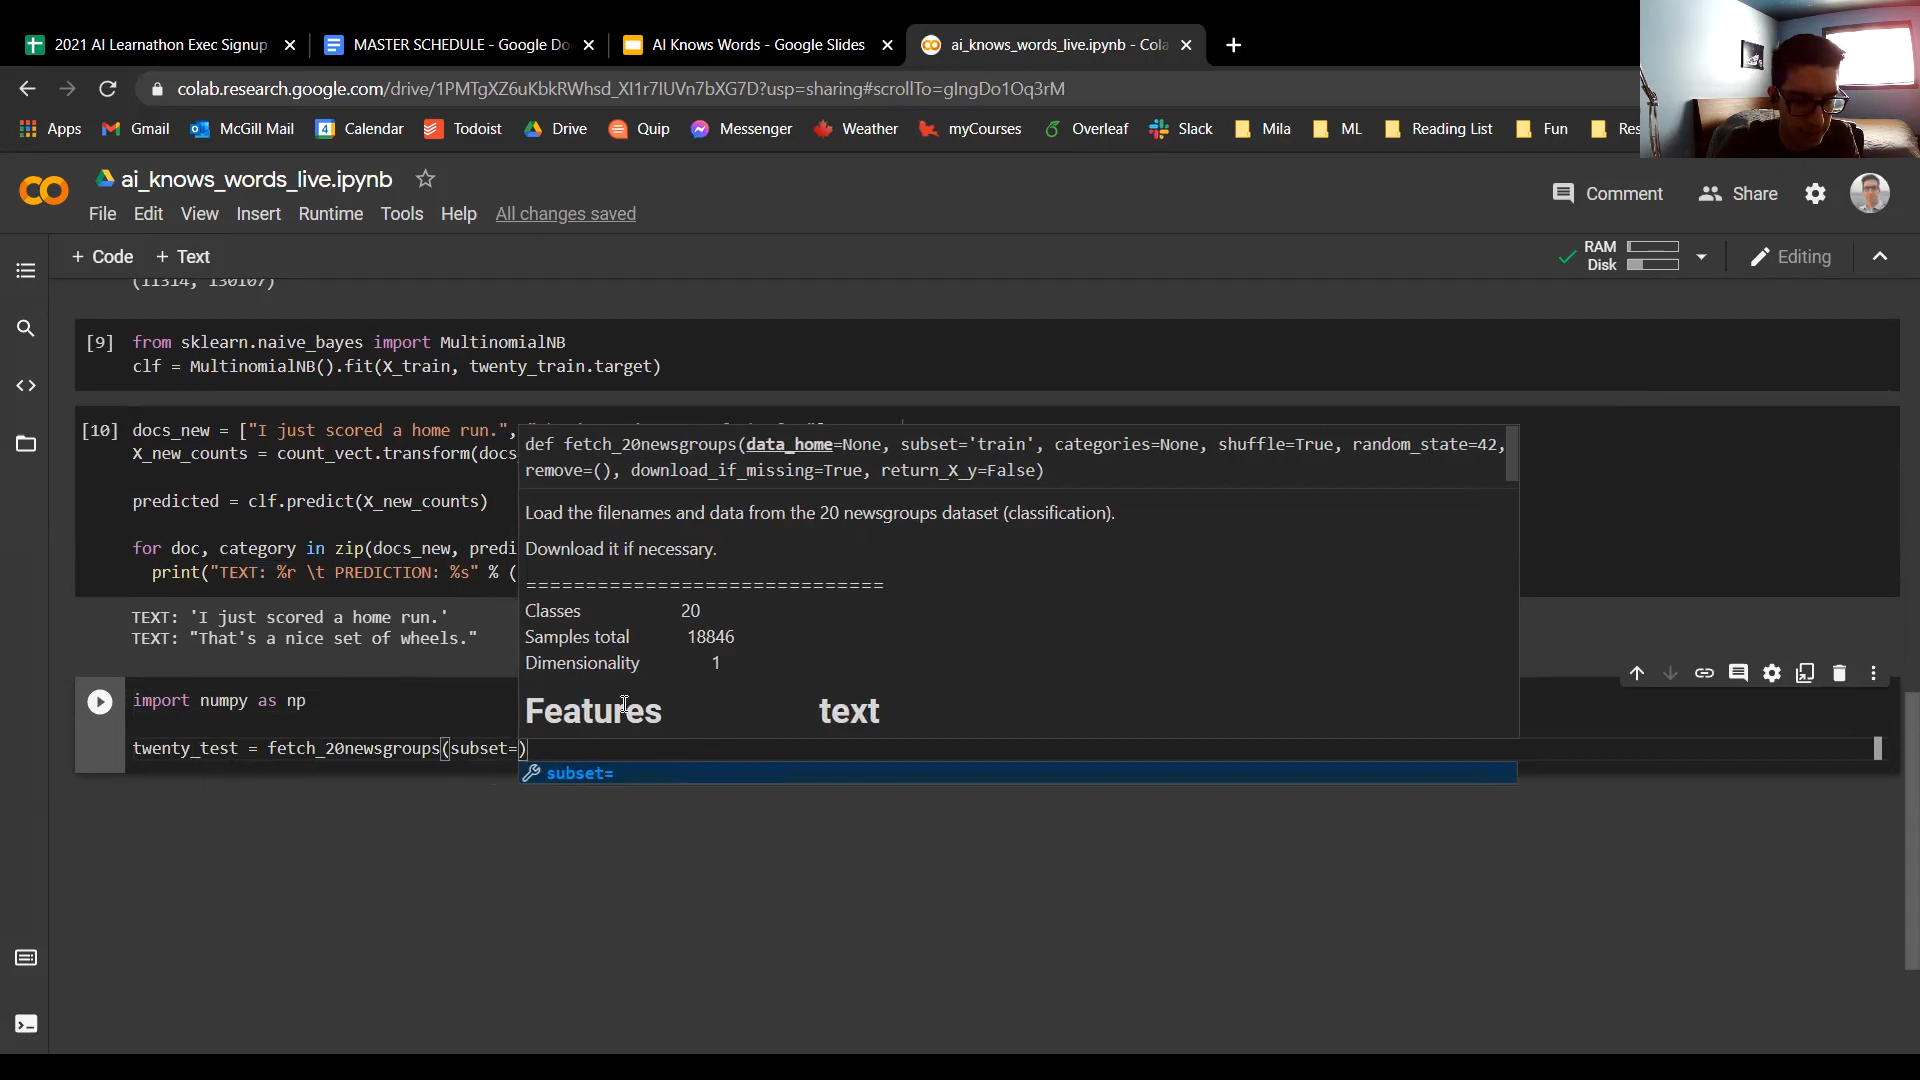 2021 AI Learnathon Exec Signup
MASTER SCHEDULE - Google Do
AI Knows Words - Google Slides
ai_knows_words_live.ipynb - Cola
colab.research.google.com/drive/1PMTgXZ6uKbkRWhsd_XI1r7IUVn7bXG7D?usp=sharing#scrollTo=gIngDo1Oq3rM
Apps Gmail McGill Mail Calendar Todoist Drive Quip Messenger Weather myCourses Overleaf Slack Mila ML Reading List Fun Res
ai_knows_words_live.ipynb
Comment Share
File Edit View Insert Runtime Tools Help All changes saved
+ Code + Text
RAM
Disk
Editing
(11314, 130107)
[9] from sklearn.naive_bayes import MultinomialNB
clf = MultinomialNB().fit(X_train, twenty_train.target)
[10] docs_new = ["I just scored a home run.",
X_new_counts = count_vect.transform(docs
predicted = clf.predict(X_new_counts)
for doc, category in zip(docs_new, predi
print("TEXT: %r \t PREDICTION: %s" % (
TEXT: 'I just scored a home run.'
TEXT: "That's a nice set of wheels."
def fetch_20newsgroups(data_home=None, subset='train', categories=None, shuffle=True, random_state=42,
remove=(), download_if_missing=True, return_X_y=False)
Load the filenames and data from the 20 newsgroups dataset (classification).
Download it if necessary.
==============================
Classes 20
Samples total 18846
Dimensionality 1
Features text
import numpy as np
twenty_test = fetch_20newsgroups(subset=)
subset=